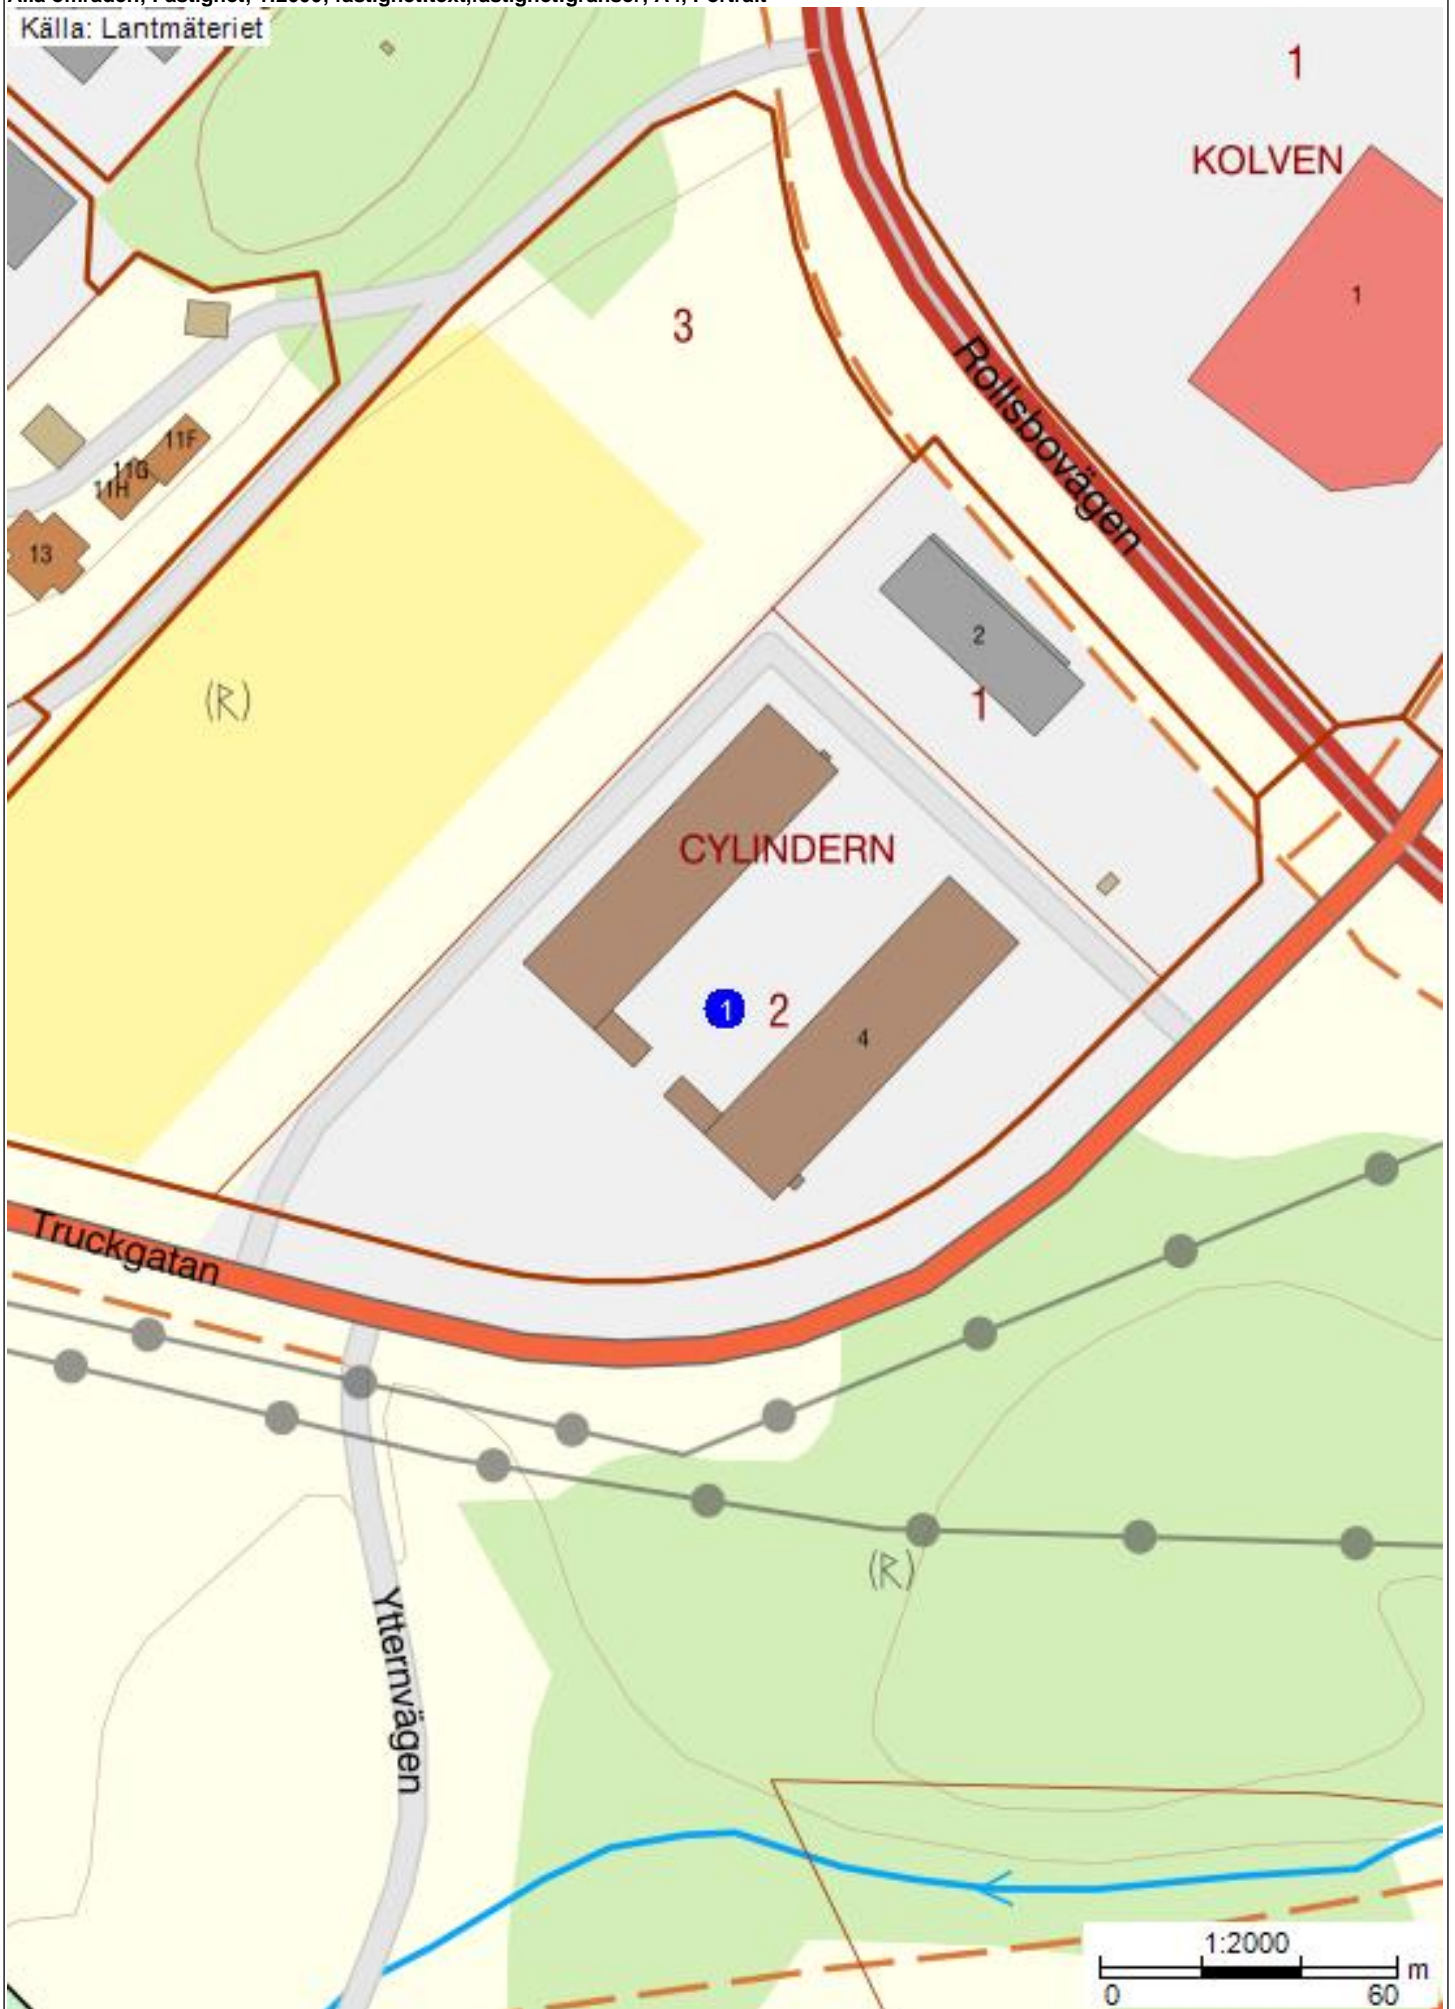 Källa: Lantmäteriet
1
KOLVEN
1
3
Rollsbovägen
11F
11G
11H
13
2
(R)
1
CYLINDERN
1 2
4
Truckgatan
(R)
Ytternvägen
1:2000
m
0 60